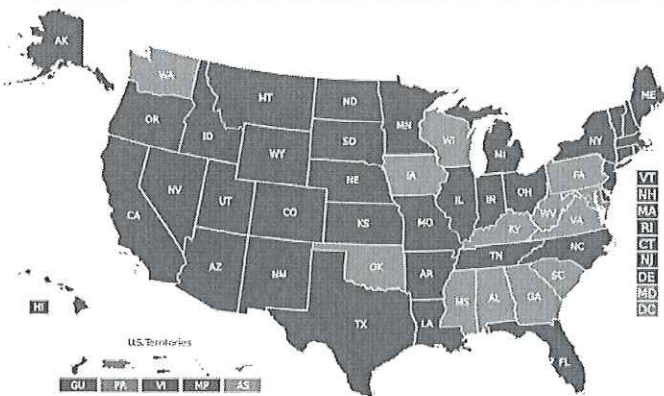 AK
WA
MT
ND
MN
ME
OR
ID
SD
WI
MI
NY
WY
IA
PA
VT
NH
MA
RI
CT
NJ
DE
MD
DC
NV
UT
NE
IL
IN
OH
WV
VA
CA
CO
KS
MO
KY
NC
TN
AZ
NM
OK
AR
SC
MS
AL
GA
HI
TX
LA
FL
U.S. Territories
GU
PR
VI
MP
AS